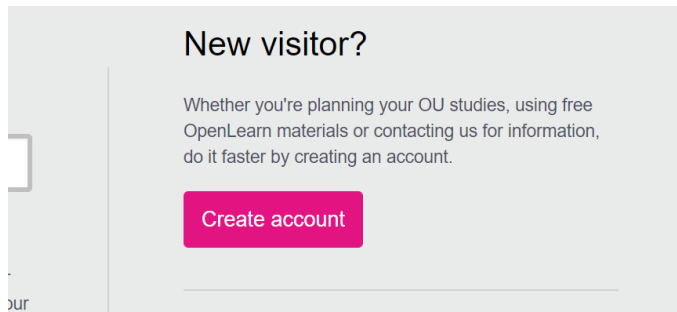 New visitor?
Whether you're planning your OU studies, using free
OpenLearn materials or contacting us for information,
do it faster by creating an account.
Create account